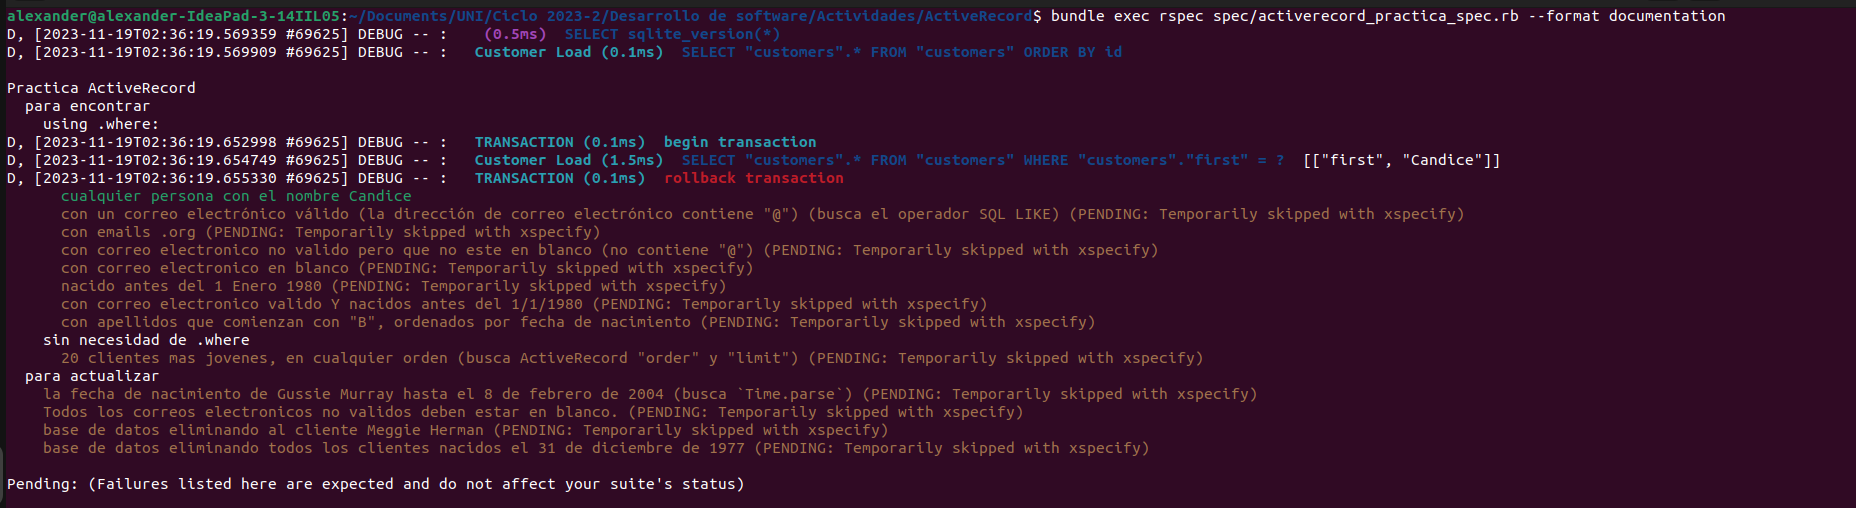 alexander@alexander-IdeaPad-3-14IIL05:~/Documents/UNI/Ciclo 2023-2/Desarrollo de software/Actividades/ActiveRecord$ bundle exec rspec spec/activerecord_practica_spec.rb --format documentation
D, [2023-11-19T02:36:19.569359 #69625] DEBUG -- :    (0.5ms)  SELECT sqlite_version(*)
D, [2023-11-19T02:36:19.569909 #69625] DEBUG -- :   Customer Load (0.1ms)  SELECT "customers".* FROM "customers" ORDER BY id
Practica ActiveRecord
  para encontrar
    using .where:
D, [2023-11-19T02:36:19.652998 #69625] DEBUG -- :   TRANSACTION (0.1ms)  begin transaction
D, [2023-11-19T02:36:19.654749 #69625] DEBUG -- :   Customer Load (1.5ms)  SELECT "customers".* FROM "customers" WHERE "customers"."first" = ?  [["first", "Candice"]]
D, [2023-11-19T02:36:19.655330 #69625] DEBUG -- :   TRANSACTION (0.1ms)  rollback transaction
      cualquier persona con el nombre Candice
      con un correo electrónico válido (la dirección de correo electrónico contiene "@") (busca el operador SQL LIKE) (PENDING: Temporarily skipped with xspecify)
      con emails .org (PENDING: Temporarily skipped with xspecify)
      con correo electronico no valido pero que no este en blanco (no contiene "@") (PENDING: Temporarily skipped with xspecify)
      con correo electronico en blanco (PENDING: Temporarily skipped with xspecify)
      nacido antes del 1 Enero 1980 (PENDING: Temporarily skipped with xspecify)
      con correo electronico valido Y nacidos antes del 1/1/1980 (PENDING: Temporarily skipped with xspecify)
      con apellidos que comienzan con "B", ordenados por fecha de nacimiento (PENDING: Temporarily skipped with xspecify)
    sin necesidad de .where
      20 clientes mas jovenes, en cualquier orden (busca ActiveRecord "order" y "limit") (PENDING: Temporarily skipped with xspecify)
  para actualizar
    la fecha de nacimiento de Gussie Murray hasta el 8 de febrero de 2004 (busca `Time.parse`) (PENDING: Temporarily skipped with xspecify)
    Todos los correos electronicos no validos deben estar en blanco. (PENDING: Temporarily skipped with xspecify)
    base de datos eliminando al cliente Meggie Herman (PENDING: Temporarily skipped with xspecify)
    base de datos eliminando todos los clientes nacidos el 31 de diciembre de 1977 (PENDING: Temporarily skipped with xspecify)
Pending: (Failures listed here are expected and do not affect your suite's status)